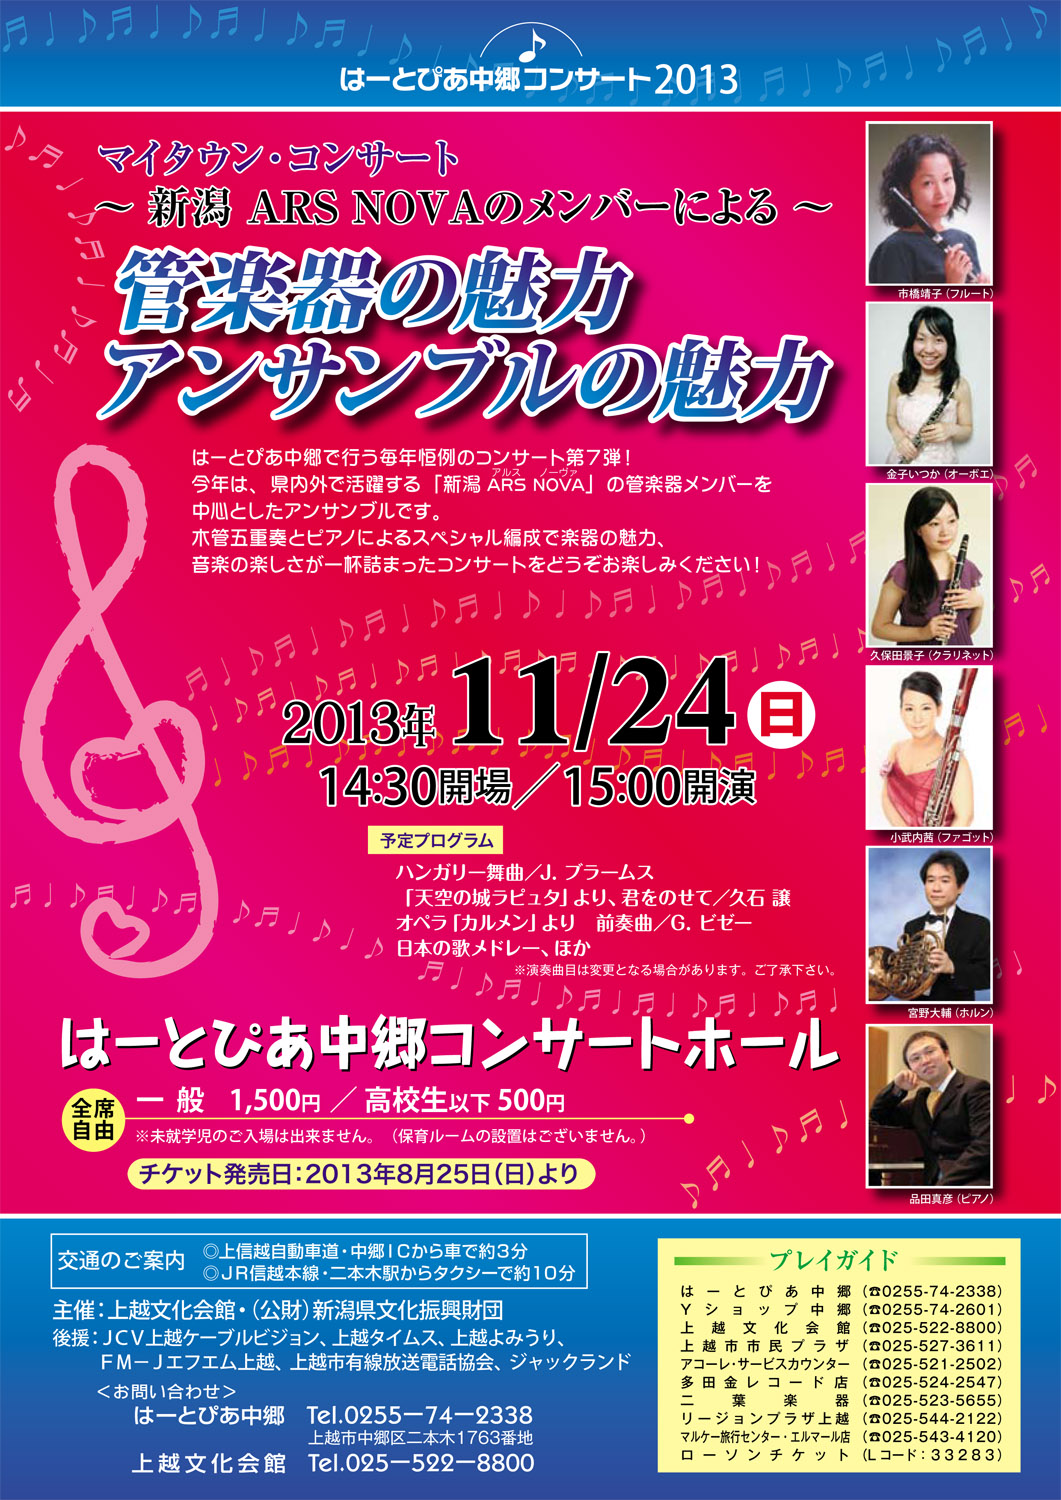 はーとぴあ中郷コンサート2013
マイタウン・コンサート
～ 新潟 ARS NOVAのメンバーによる ～
管楽器の魅力
アンサンブルの魅力
はーとぴあ中郷で行う毎年恒例のコンサート第7弾！
アルス ノーヴァ
今年は、県内外で活躍する「新潟 ARS NOVA」の管楽器メンバーを
中心としたアンサンブルです。
木管五重奏とピアノによるスペシャル編成で楽器の魅力、
音楽の楽しさが一杯詰まったコンサートをどうぞお楽しみください！
2013年 11/24 日
14:30開場／15:00開演
予定プログラム
ハンガリー舞曲／J. ブラームス
「天空の城ラピュタ」より、君をのせて／久石 譲
オペラ「カルメン」より　前奏曲／G. ビゼー
日本の歌メドレー、ほか
※演奏曲目は変更となる場合があります。ご了承下さい。
はーとぴあ中郷コンサートホール
全席
自由
一 般　1,500円 ／ 高校生以下 500円
※未就学児のご入場は出来ません。（保育ルームの設置はございません。）
チケット発売日：2013年8月25日（日）より
市橋靖子（フルート）
金子いつか（オーボエ）
久保田景子（クラリネット）
小武内茜（ファゴット）
宮野大輔（ホルン）
品田真彦（ピアノ）
交通のご案内
◎上信越自動車道・中郷ICから車で約3分
◎JR信越本線・二本木駅からタクシーで約10分
主催：上越文化会館・（公財）新潟県文化振興財団
後援：JCV上越ケーブルビジョン、上越タイムス、上越よみうり、
FM－Jエフエム上越、上越市有線放送電話協会、ジャックランド
＜お問い合わせ＞
はーとぴあ中郷　Tel.0255－74－2338
上越市中郷区二本木1763番地
上越文化会館　Tel.025－522－8800
プレイガイド
はーとぴあ中郷（☎0255-74-2338）
Yショップ中郷（☎0255-74-2601）
上越文化会館（☎025-522-8800）
上越市市民プラザ（☎025-527-3611）
アコーレ・サービスカウンター（☎025-521-2502）
多田金レコード店（☎025-524-2547）
二葉楽器（☎025-523-5655）
リージョンプラザ上越（☎025-544-2122）
マルケー旅行センター・エルマール店（☎025-543-4120）
ローソンチケット（Lコード：33283）